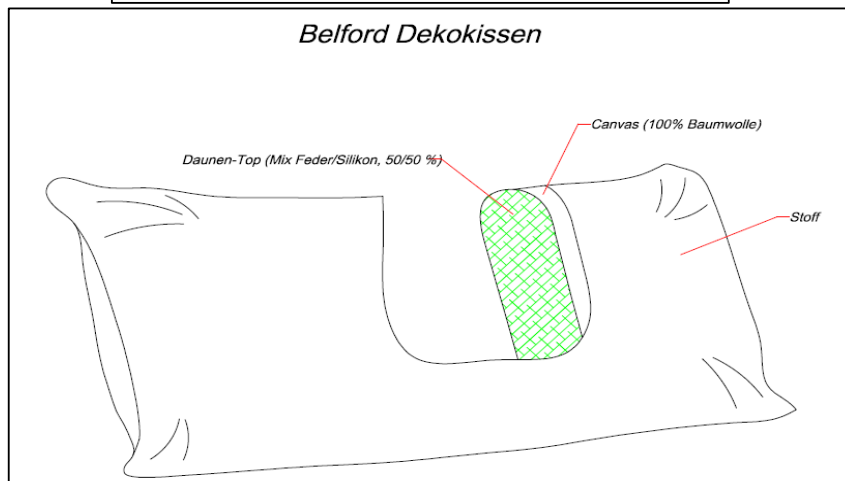 Belford Dekokissen
Canvas (100% Baumwolle)
Daunen-Top (Mix Feder/Silikon, 50/50 %)
Stoff